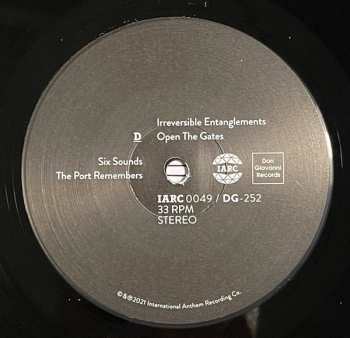 Irreversible Entanglements
D Open The Gates
Six Sounds
The Port Remembers
IARC
Don
Giovanni
Records
IARC 0049 / DG-252
33 RPM
STEREO
©&℗2021 International Anthem Recording Co.